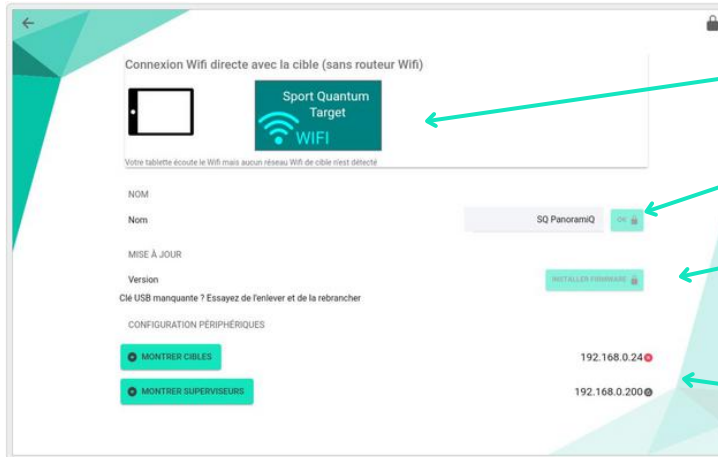 Connexion Wifi directe avec la cible (sans routeur Wifi)
Sport Quantum
Target
WIFI
Votre tablette écoute le Wifi mais aucun réseau Wifi de cible n'est détecté
NOM
Nom
SQ PanoramiQ
OK
MISE À JOUR
Version
INSTALLER FIRMWARE
Clé USB manquante ? Essayez de l'enlever et de la rebrancher
CONFIGURATION PÉRIPHÉRIQUES
MONTRER CIBLES
192.168.0.24
MONTRER SUPERVISEURS
192.168.0.200